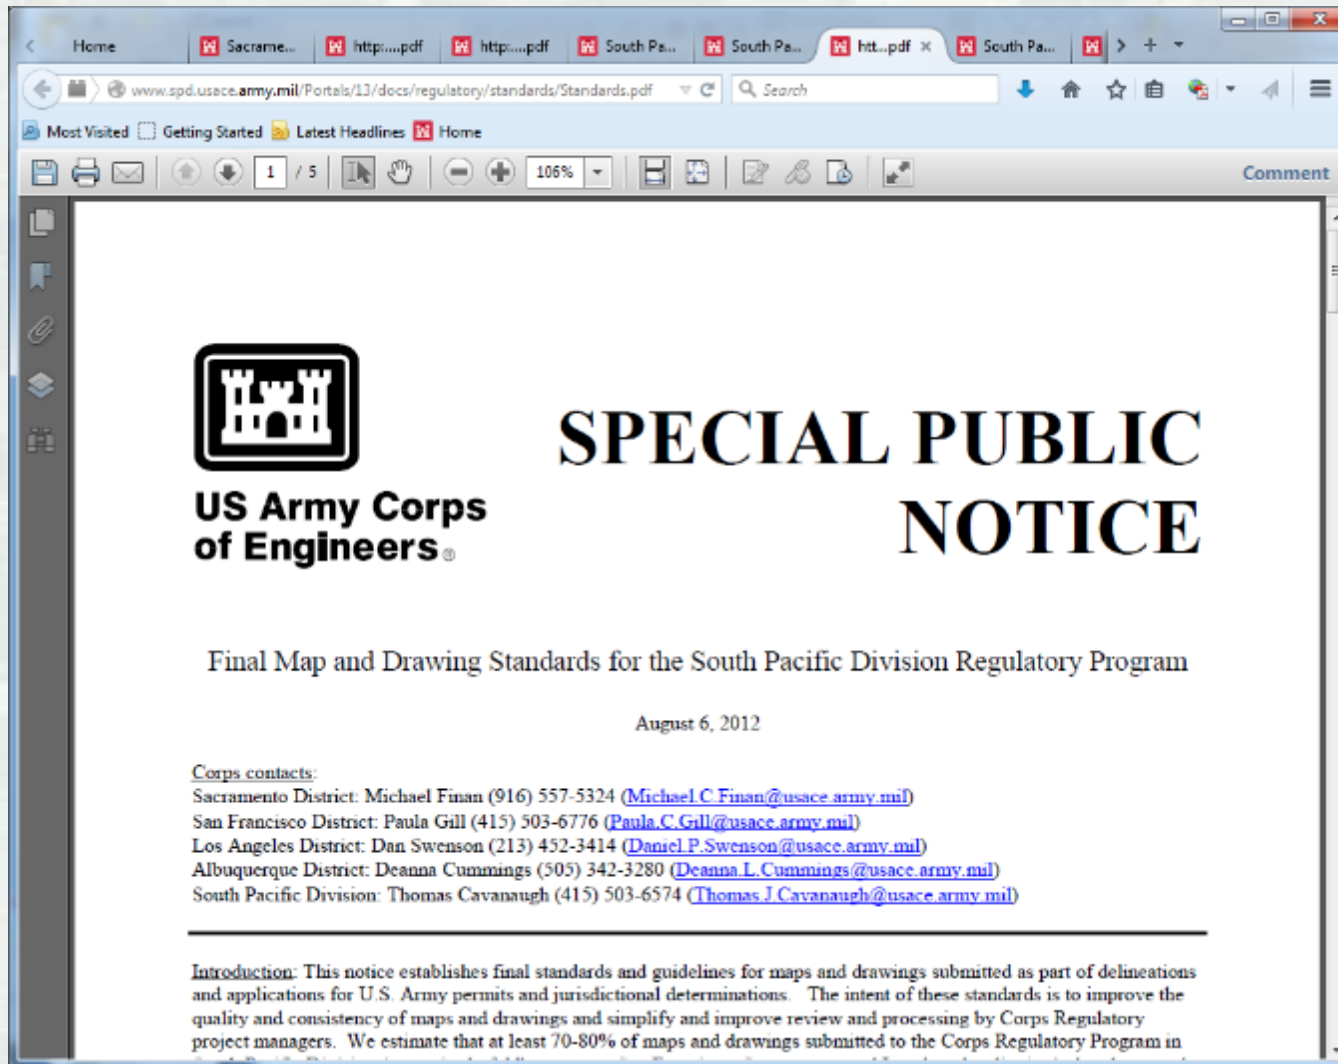 Home Sacrame... http:....pdf http:....pdf South Pa... South Pa... htt...pdf × South Pa...
www.spd.usace.army.mil/Portals/13/docs/regulatory/standards/Standards.pdf Search
Most Visited Getting Started Latest Headlines Home
1 / 5 106% Comment
US Army Corps
of Engineers®
SPECIAL PUBLIC
NOTICE
Final Map and Drawing Standards for the South Pacific Division Regulatory Program
August 6, 2012
Corps contacts:
Sacramento District: Michael Finan (916) 557-5324 (Michael.C.Finan@usace.army.mil)
San Francisco District: Paula Gill (415) 503-6776 (Paula.C.Gill@usace.army.mil)
Los Angeles District: Dan Swenson (213) 452-3414 (Daniel.P.Swenson@usace.army.mil)
Albuquerque District: Deanna Cummings (505) 342-3280 (Deanna.L.Cummings@usace.army.mil)
South Pacific Division: Thomas Cavanaugh (415) 503-6574 (Thomas.J.Cavanaugh@usace.army.mil)
Introduction: This notice establishes final standards and guidelines for maps and drawings submitted as part of delineations
and applications for U.S. Army permits and jurisdictional determinations. The intent of these standards is to improve the
quality and consistency of maps and drawings and simplify and improve review and processing by Corps Regulatory
project managers. We estimate that at least 70-80% of maps and drawings submitted to the Corps Regulatory Program in